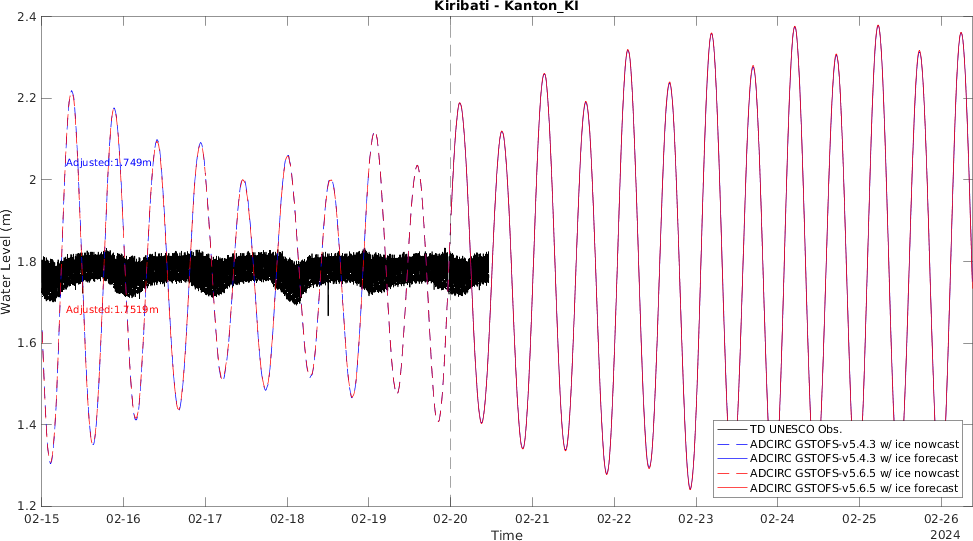 Kiribati - Kanton_KI
2.4
2.2
2
1.8
1.6
1.4
1.2
Water Level (m)
Adjusted:1.749m
Adjusted:1.7519m
TD UNESCO Obs.
ADCIRC GSTOFS-v5.4.3 w/ ice nowcast
ADCIRC GSTOFS-v5.4.3 w/ ice forecast
ADCIRC GSTOFS-v5.6.5 w/ ice nowcast
ADCIRC GSTOFS-v5.6.5 w/ ice forecast
02-15 02-16 02-17 02-18 02-19 02-20 02-21 02-22 02-23 02-24 02-25 02-26
2024
Time